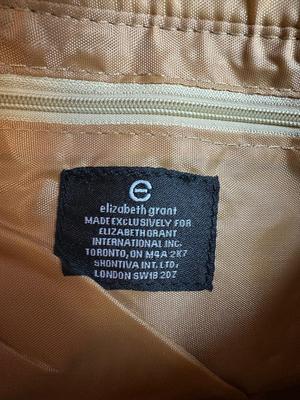 elizabeth grant
MADE EXCLUSIVELY FOR
ELIZABETH GRANT
INTERNATIONAL INC.
TORONTO, ON M4A 2K7
SHONTIVA INT. LTD,
LONDON SW18 2DZ